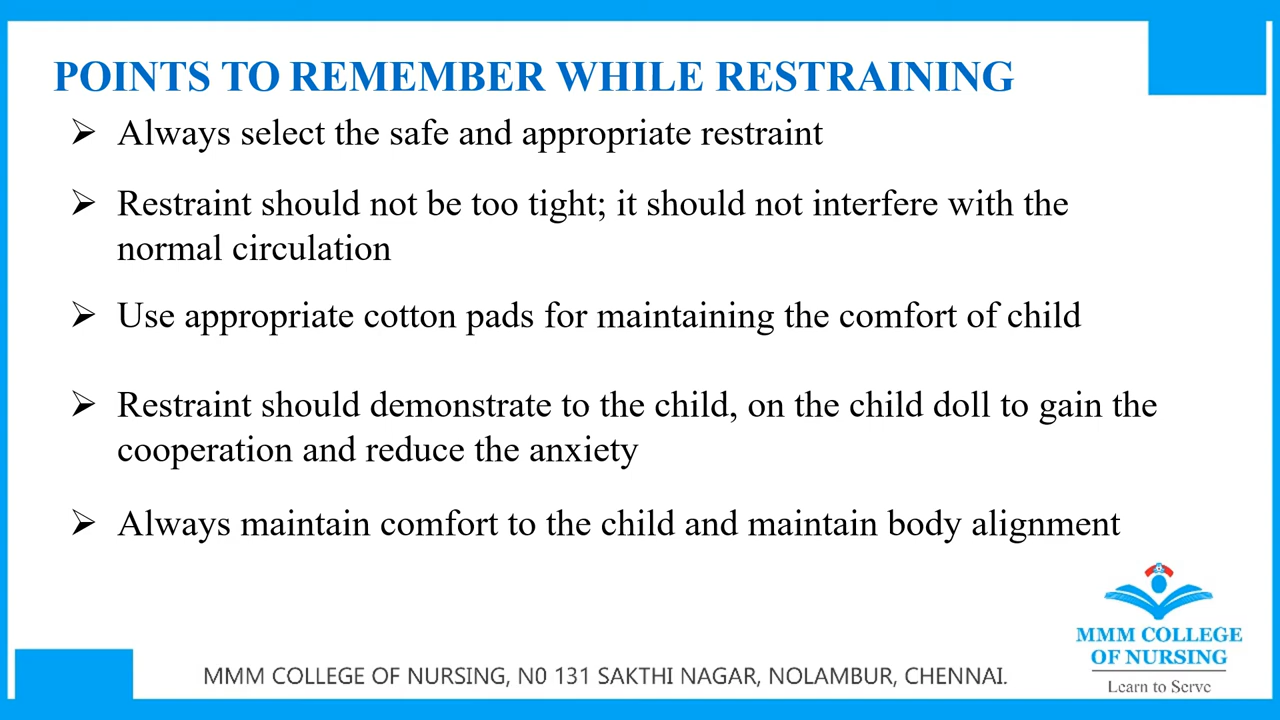 POINTS TO REMEMBER WHILE RESTRAINING
➢ Always select the safe and appropriate restraint
➢ Restraint should not be too tight; it should not interfere with the
normal circulation
➢ Use appropriate cotton pads for maintaining the comfort of child
➢ Restraint should demonstrate to the child, on the child doll to gain the
cooperation and reduce the anxiety
➢ Always maintain comfort to the child and maintain body alignment
MMM COLLEGE
OF NURSING
Learn to Serve
MMM COLLEGE OF NURSING, N0 131 SAKTHI NAGAR, NOLAMBUR, CHENNAI.